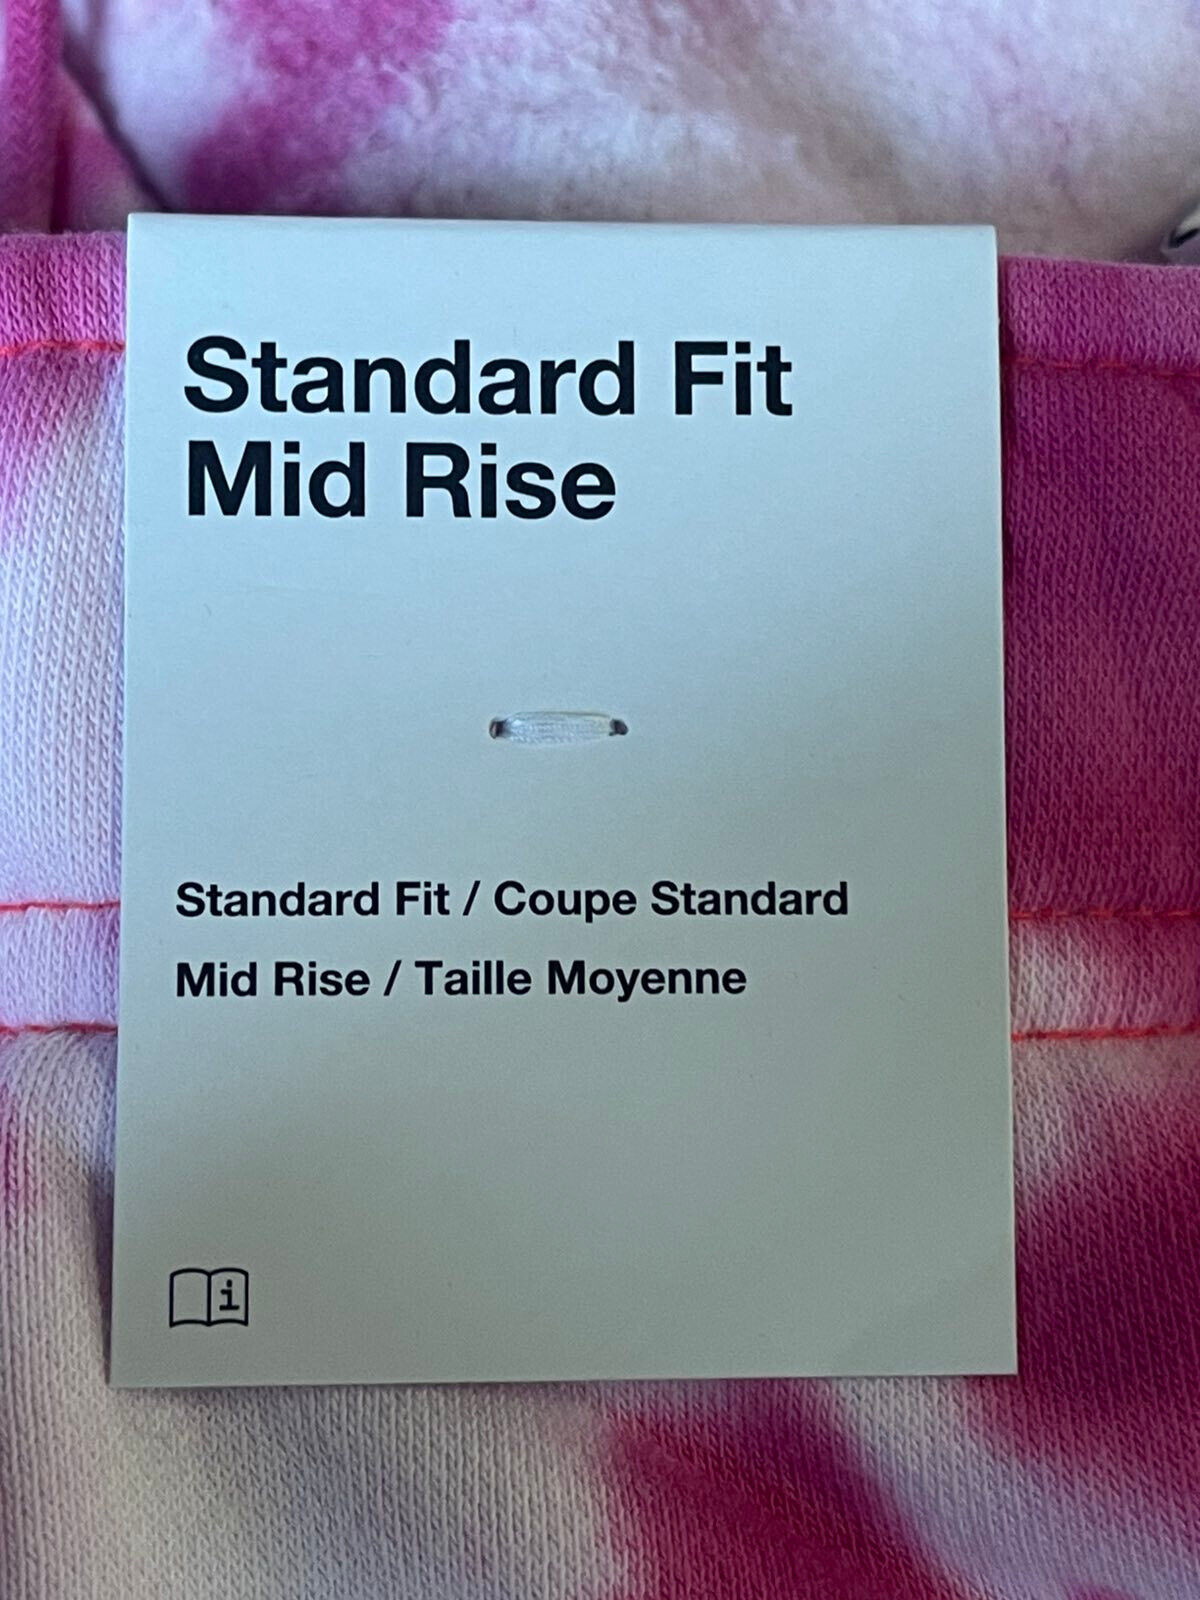 Standard Fit
Mid Rise
Standard Fit / Coupe Standard
Mid Rise / Taille Moyenne
i